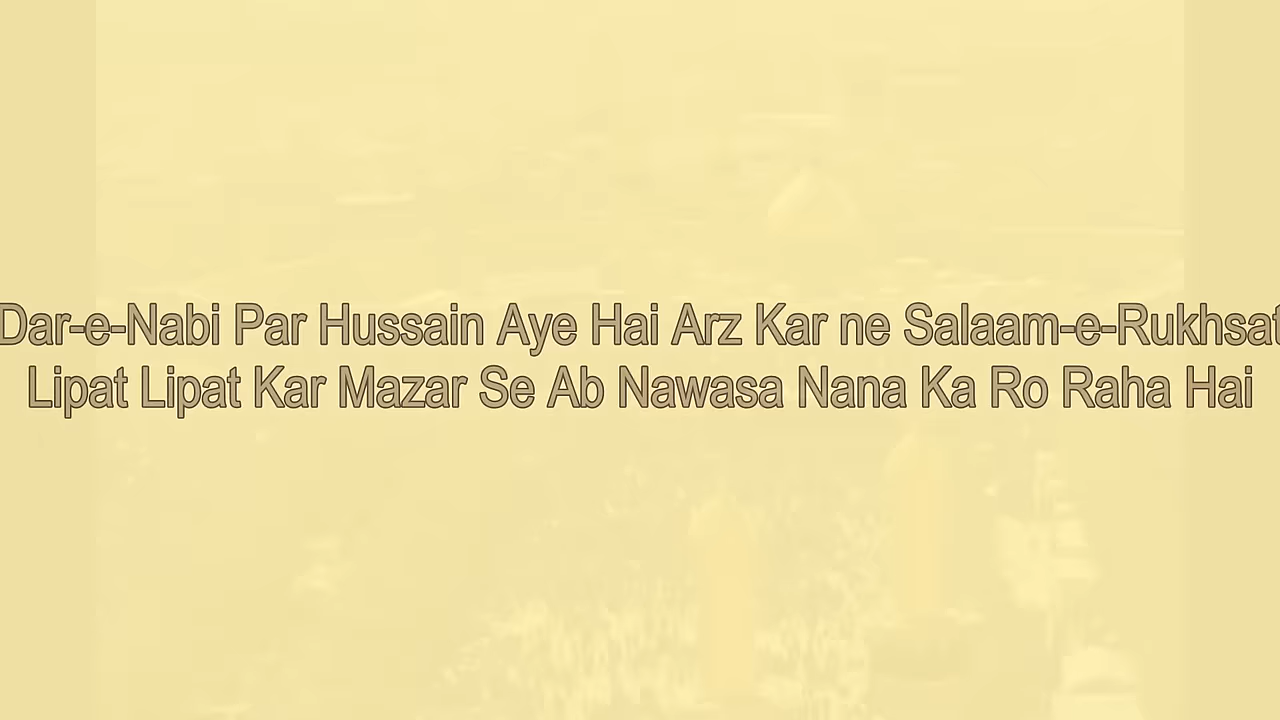 Dar-e-Nabi Par Hussain Aye Hai Arz Kar ne Salaam-e-Rukhsat
Lipat Lipat Kar Mazar Se Ab Nawasa Nana Ka Ro Raha Hai